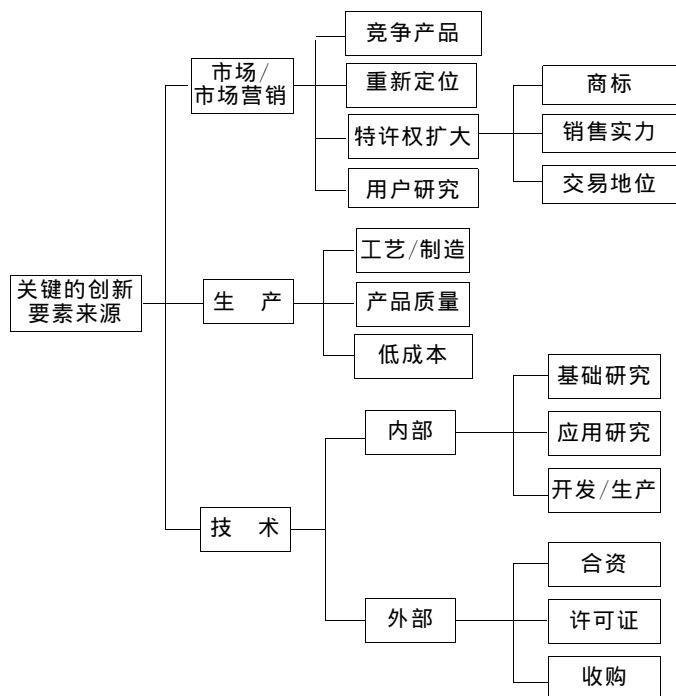 竞争产品
市场/
市场营销
重新定位
商标
特许权扩大
销售实力
用户研究
交易地位
工艺/制造
关键的创新
要素来源
生 产
产品质量
低成本
基础研究
内部
应用研究
开发/生产
技 术
合资
外部
许可证
收购